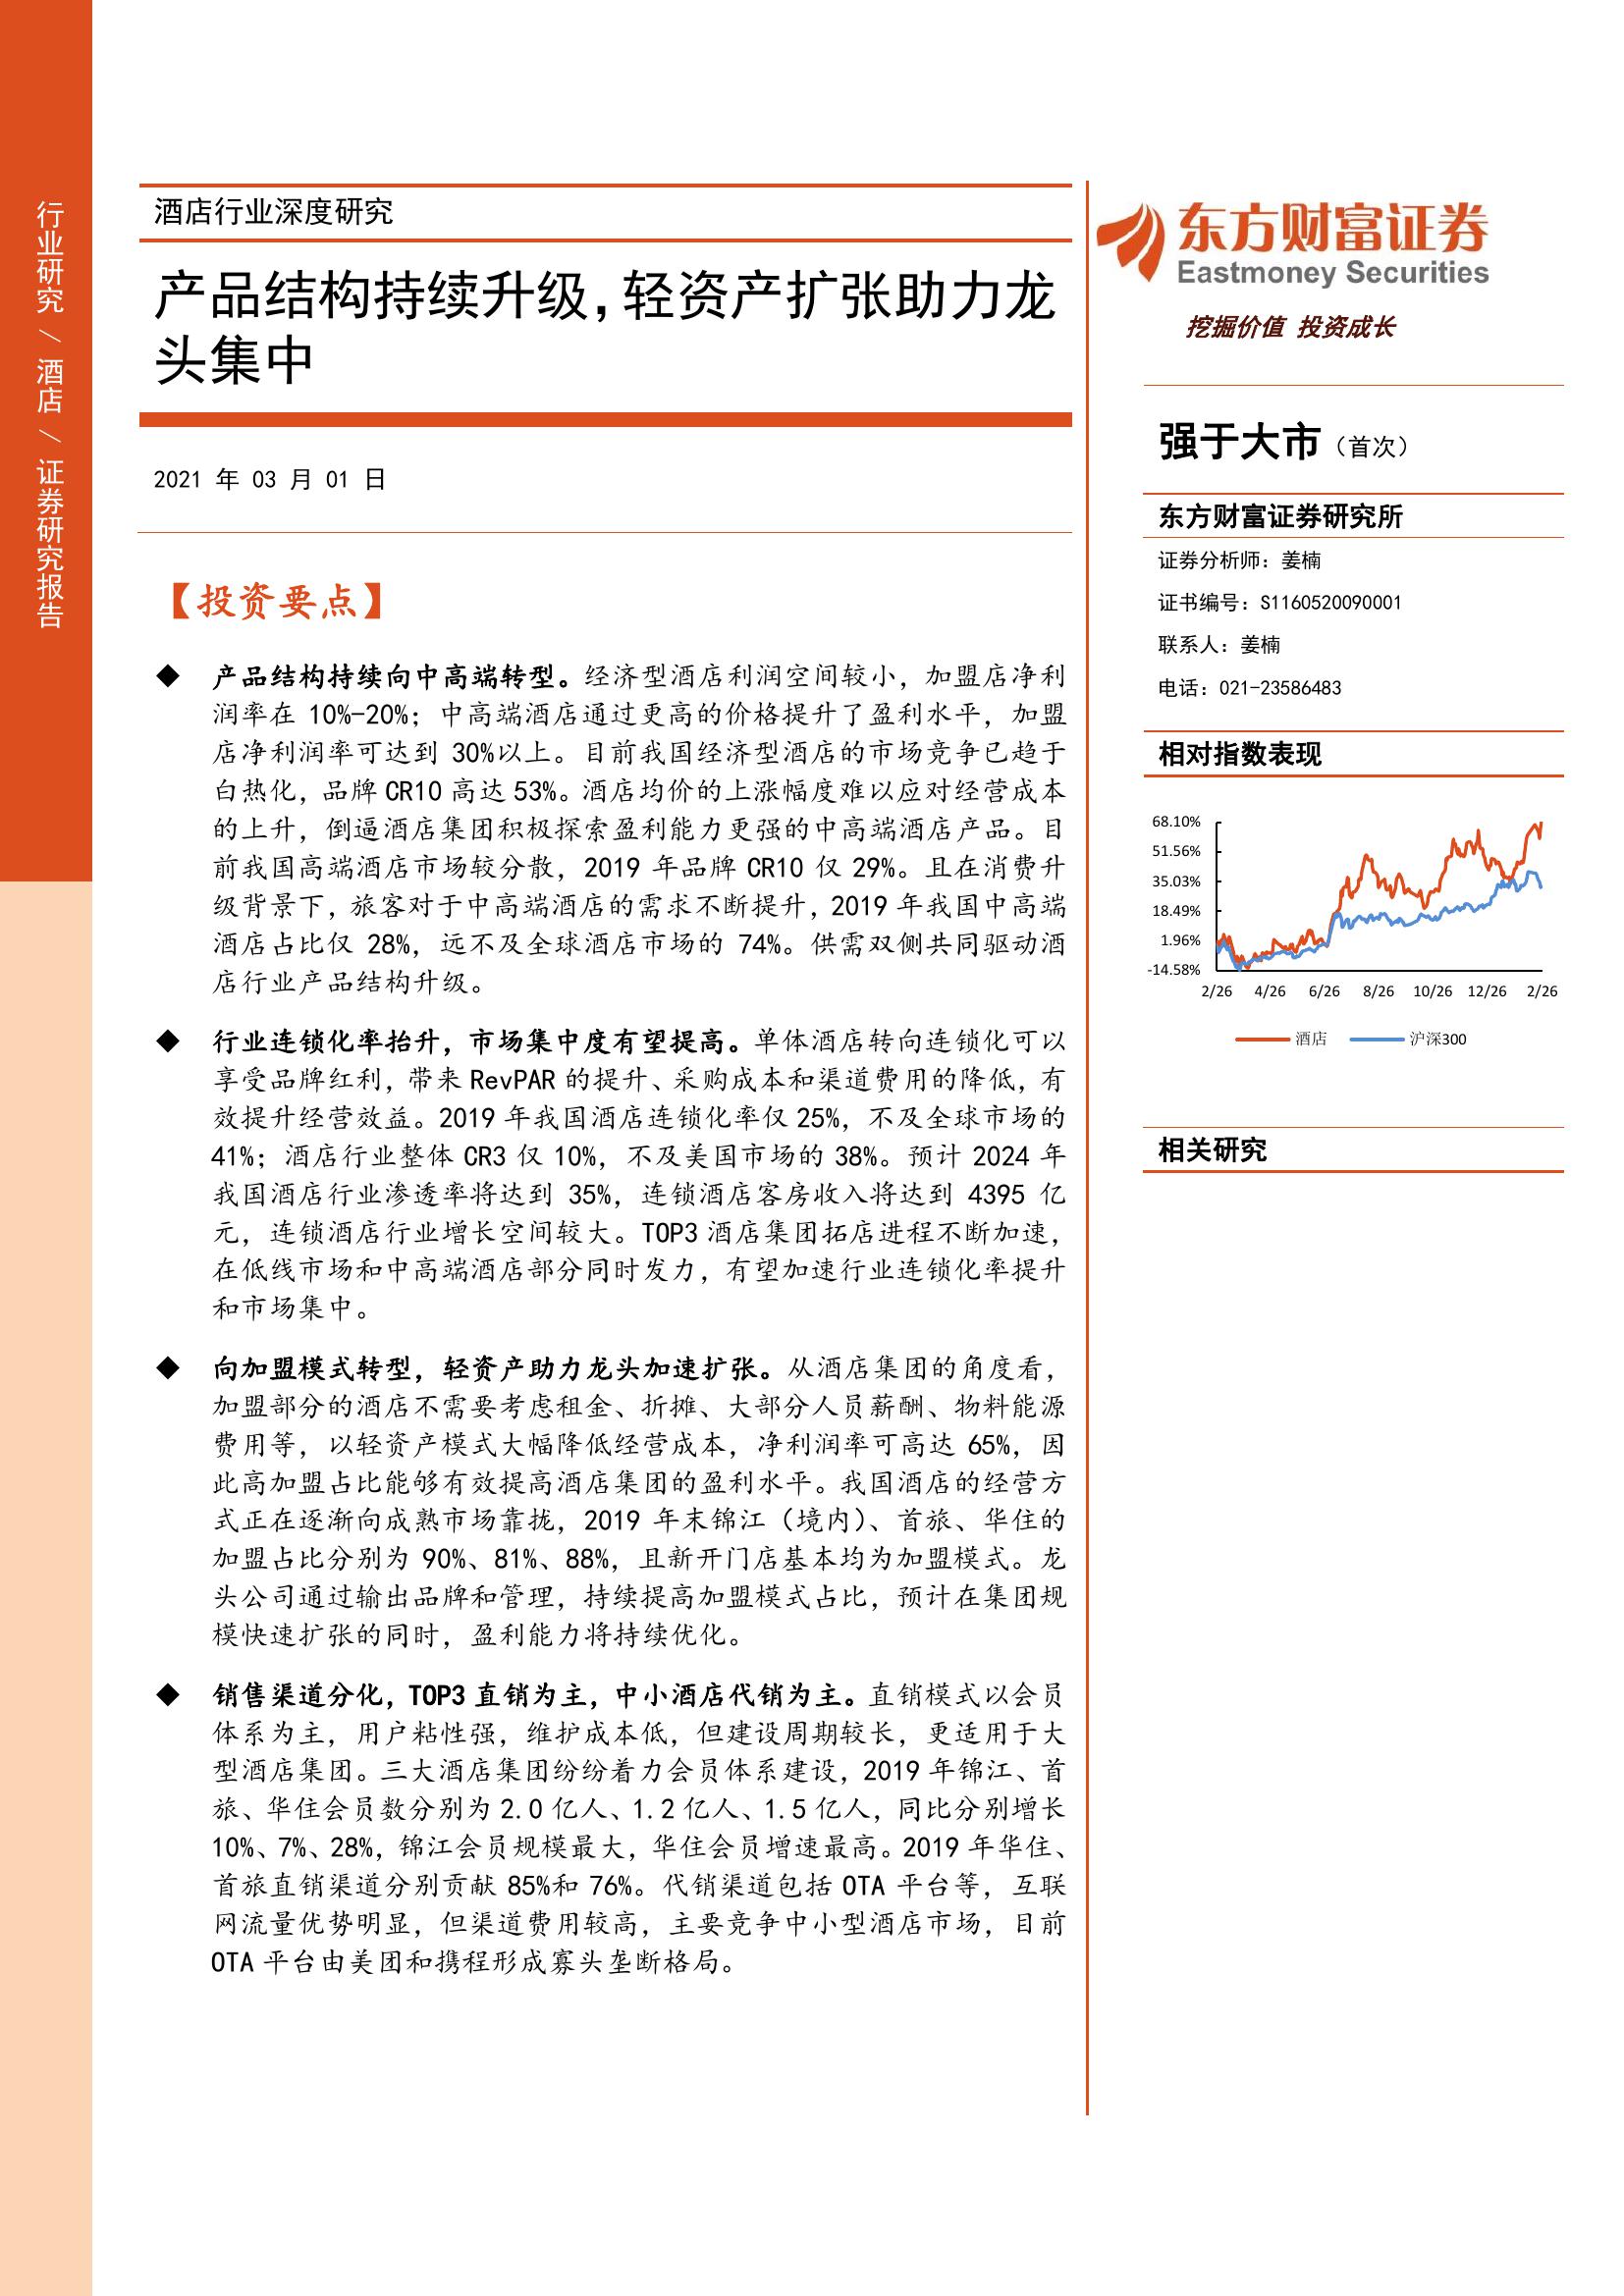 行业研究 / 酒店 / 证券研究报告
酒店行业深度研究
产品结构持续升级,轻资产扩张助力龙
头集中
2021 年 03 月 01 日
【投资要点】
◆ 产品结构持续向中高端转型。经济型酒店利润空间较小，加盟店净利
润率在 10%-20%；中高端酒店通过更高的价格提升了盈利水平，加盟
店净利润率可达到 30%以上。目前我国经济型酒店的市场竞争已趋于
白热化，品牌 CR10 高达 53%。酒店均价的上涨幅度难以应对经营成本
的上升，倒逼酒店集团积极探索盈利能力更强的中高端酒店产品。目
前我国高端酒店市场较分散，2019 年品牌 CR10 仅 29%。且在消费升
级背景下，旅客对于中高端酒店的需求不断提升，2019 年我国中高端
酒店占比仅 28%，远不及全球酒店市场的 74%。供需双侧共同驱动酒
店行业产品结构升级。
◆ 行业连锁化率抬升，市场集中度有望提高。单体酒店转向连锁化可以
享受品牌红利，带来 RevPAR 的提升、采购成本和渠道费用的降低，有
效提升经营效益。2019 年我国酒店连锁化率仅 25%，不及全球市场的
41%；酒店行业整体 CR3 仅 10%，不及美国市场的 38%。预计 2024 年
我国酒店行业渗透率将达到 35%，连锁酒店客房收入将达到 4395 亿
元，连锁酒店行业增长空间较大。TOP3 酒店集团拓店进程不断加速，
在低线市场和中高端酒店部分同时发力，有望加速行业连锁化率提升
和市场集中。
◆ 向加盟模式转型，轻资产助力龙头加速扩张。从酒店集团的角度看，
加盟部分的酒店不需要考虑租金、折摊、大部分人员薪酬、物料能源
费用等，以轻资产模式大幅降低经营成本，净利润率可高达 65%，因
此高加盟占比能够有效提高酒店集团的盈利水平。我国酒店的经营方
式正在逐渐向成熟市场靠拢，2019 年末锦江（境内）、首旅、华住的
加盟占比分别为 90%、81%、88%，且新开门店基本均为加盟模式。龙
头公司通过输出品牌和管理，持续提高加盟模式占比，预计在集团规
模快速扩张的同时，盈利能力将持续优化。
◆ 销售渠道分化，TOP3 直销为主，中小酒店代销为主。直销模式以会员
体系为主，用户粘性强，维护成本低，但建设周期较长，更适用于大
型酒店集团。三大酒店集团纷纷着力会员体系建设，2019 年锦江、首
旅、华住会员数分别为 2.0 亿人、1.2 亿人、1.5 亿人，同比分别增长
10%、7%、28%，锦江会员规模最大，华住会员增速最高。2019 年华住、
首旅直销渠道分别贡献 85%和 76%。代销渠道包括 OTA 平台等，互联
网流量优势明显，但渠道费用较高，主要竞争中小型酒店市场，目前
OTA 平台由美团和携程形成寡头垄断格局。
东方财富证券
Eastmoney Securities
挖掘价值 投资成长
强于大市（首次）
东方财富证券研究所
证券分析师：姜楠
证书编号：S1160520090001
联系人：姜楠
电话：021-23586483
相对指数表现
68.10%
51.56%
35.03%
18.49%
1.96%
-14.58%
2/26 4/26 6/26 8/26 10/26 12/26 2/26
酒店 沪深300
相关研究